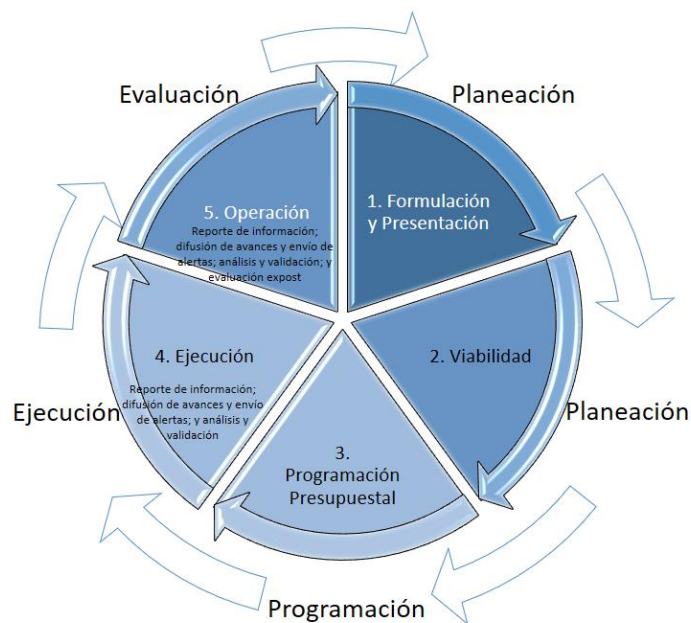 Evaluación
Planeación
1. Formulación
y Presentación
5. Operación
Reporte de información;
difusión de avances y envío de
alertas; análisis y validación; y
evaluación expost
2. Viabilidad
Planeación
3.
Programación
Presupuestal
Programación
4. Ejecución
Reporte de información;
difusión de avances y envío
de alertas; y análisis y
validación
Ejecución